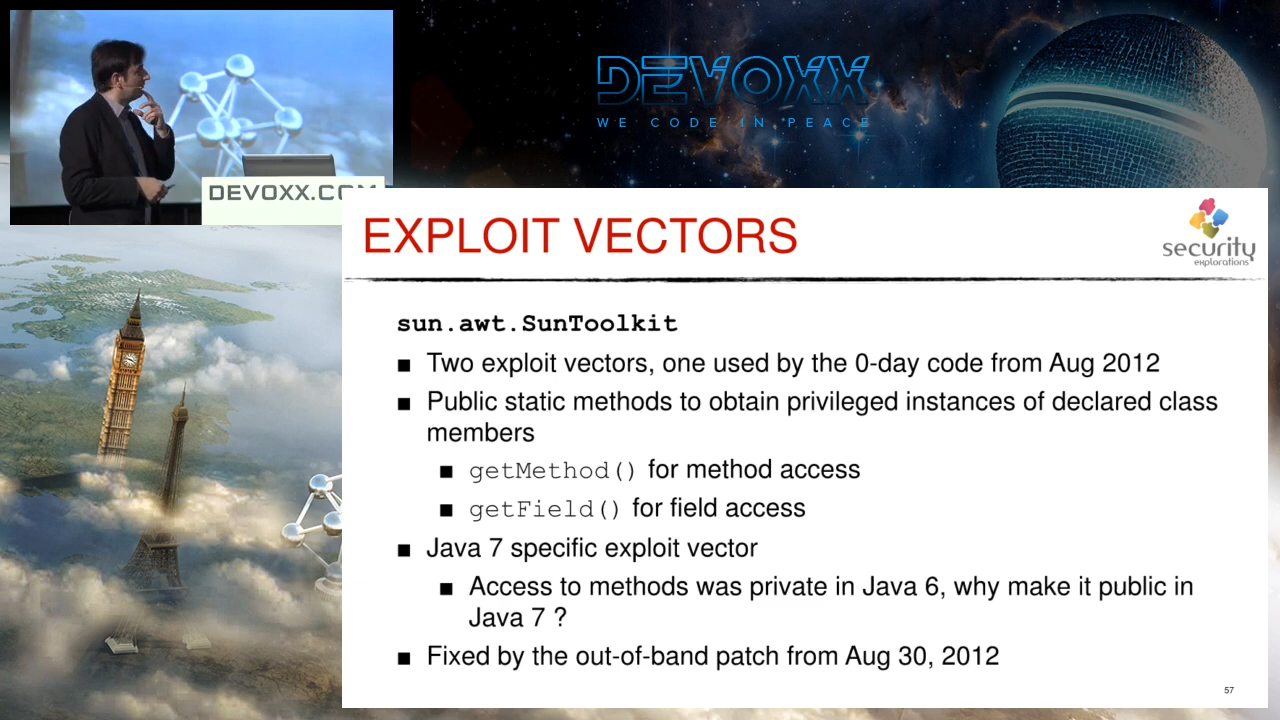 DEVOXX
WE CODE IN PEACE
DEVOXX.COM
EXPLOIT VECTORS
security
explorations
sun.awt.SunToolkit
■ Two exploit vectors, one used by the 0-day code from Aug 2012
■ Public static methods to obtain privileged instances of declared class
members
■ getMethod() for method access
■ getField() for field access
■ Java 7 specific exploit vector
■ Access to methods was private in Java 6, why make it public in
Java 7 ?
■ Fixed by the out-of-band patch from Aug 30, 2012
57